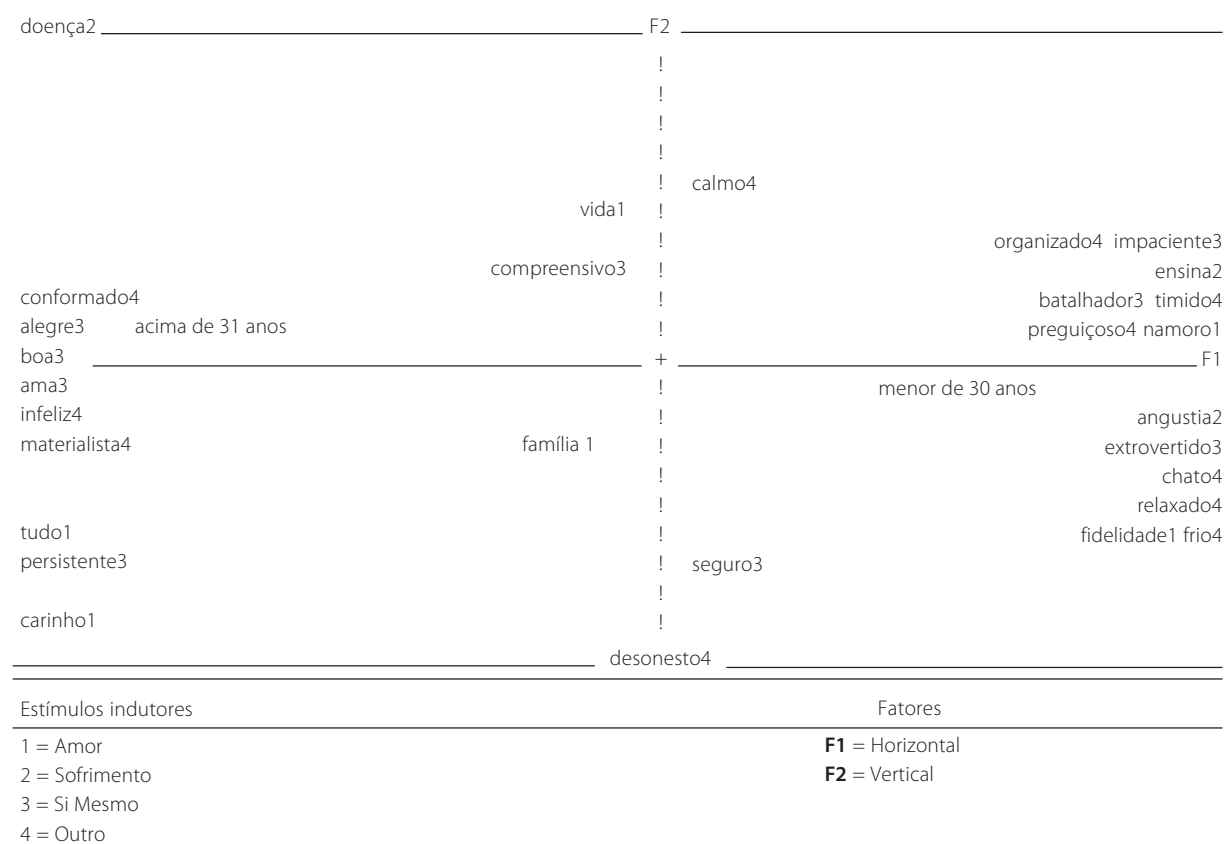 doença2 F2
!
!
!
!
! calmo4
vida1 !
! organizado4 impaciente3
compreensivo3 ! ensina2
conformado4 ! batalhador3 timido4
alegre3 acima de 31 anos ! preguiçoso4 namoro1
boa3 + F1
ama3 ! menor de 30 anos
infeliz4 ! angustia2
materialista4 família 1 ! extrovertido3
! chato4
! relaxado4
tudo1 ! fidelidade1 frio4
persistente3 ! seguro3
!
carinho1 !
desonesto4
Estímulos indutores Fatores
1 = Amor F1 = Horizontal
2 = Sofrimento F2 = Vertical
3 = Si Mesmo
4 = Outro